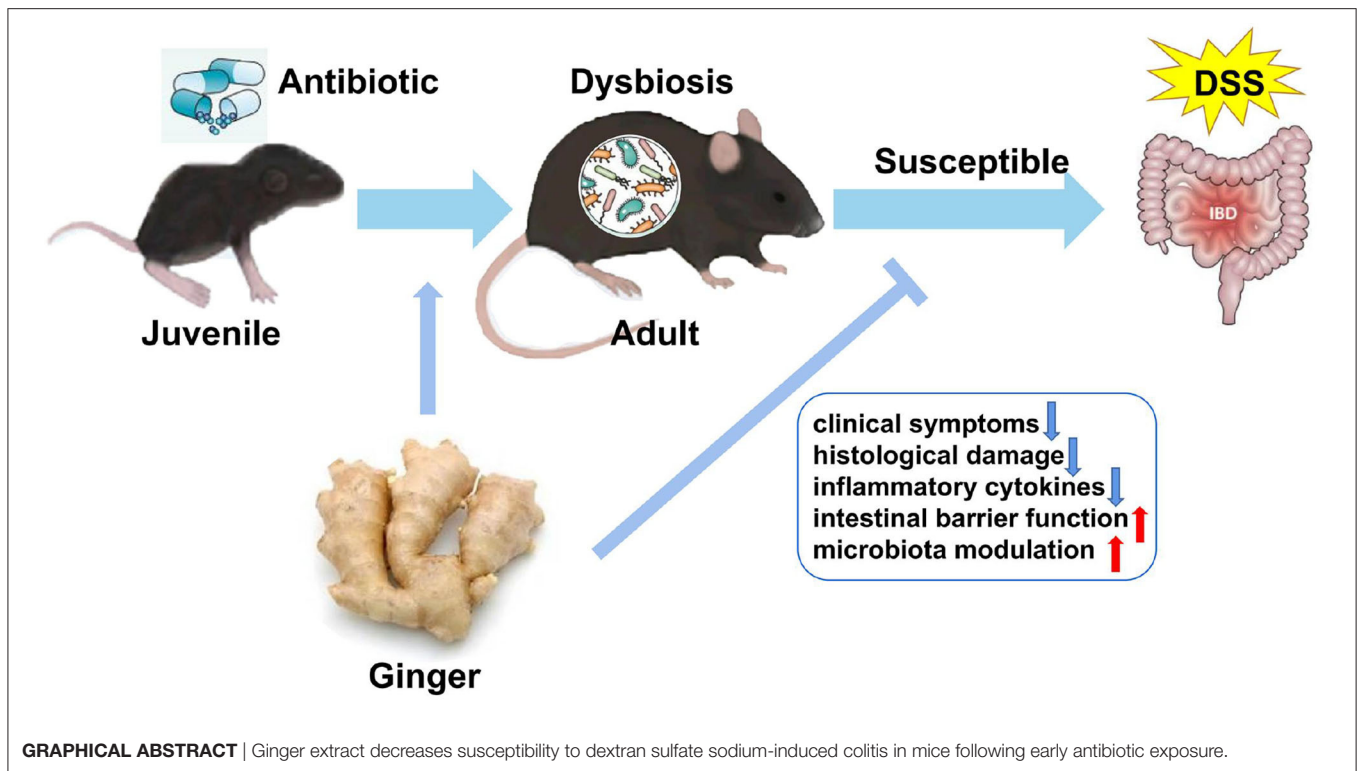 Antibiotic
Dysbiosis
DSS
Susceptible
IBD
Juvenile
Adult
clinical symptoms
histological damage
inflammatory cytokines
intestinal barrier function
microbiota modulation
Ginger
GRAPHICAL ABSTRACT | Ginger extract decreases susceptibility to dextran sulfate sodium-induced colitis in mice following early antibiotic exposure.